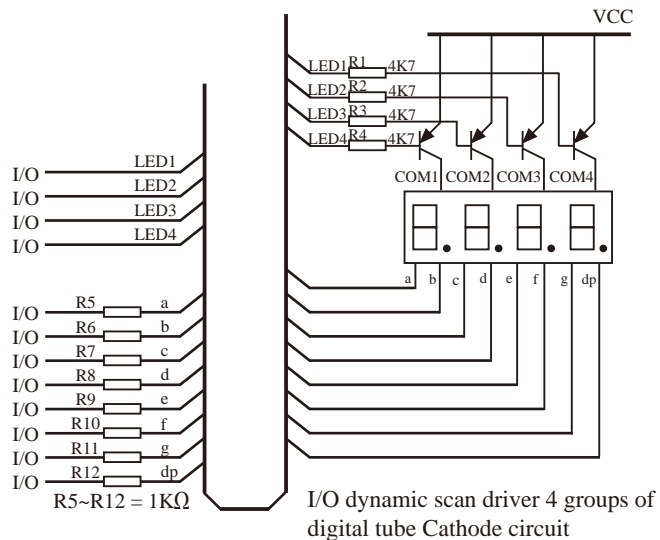 VCC
LED1 R1 4K7
LED2 R2 4K7
LED3 R3 4K7
LED4 R4 4K7
COM1 COM2 COM3 COM4
I/O LED1
I/O LED2
I/O LED3
I/O LED4
a b c d e f g dp
I/O R5 a
I/O R6 b
I/O R7 c
I/O R8 d
I/O R9 e
I/O R10 f
I/O R11 g
I/O R12 dp
R5~R12 = 1KΩ
I/O dynamic scan driver 4 groups of
digital tube Cathode circuit